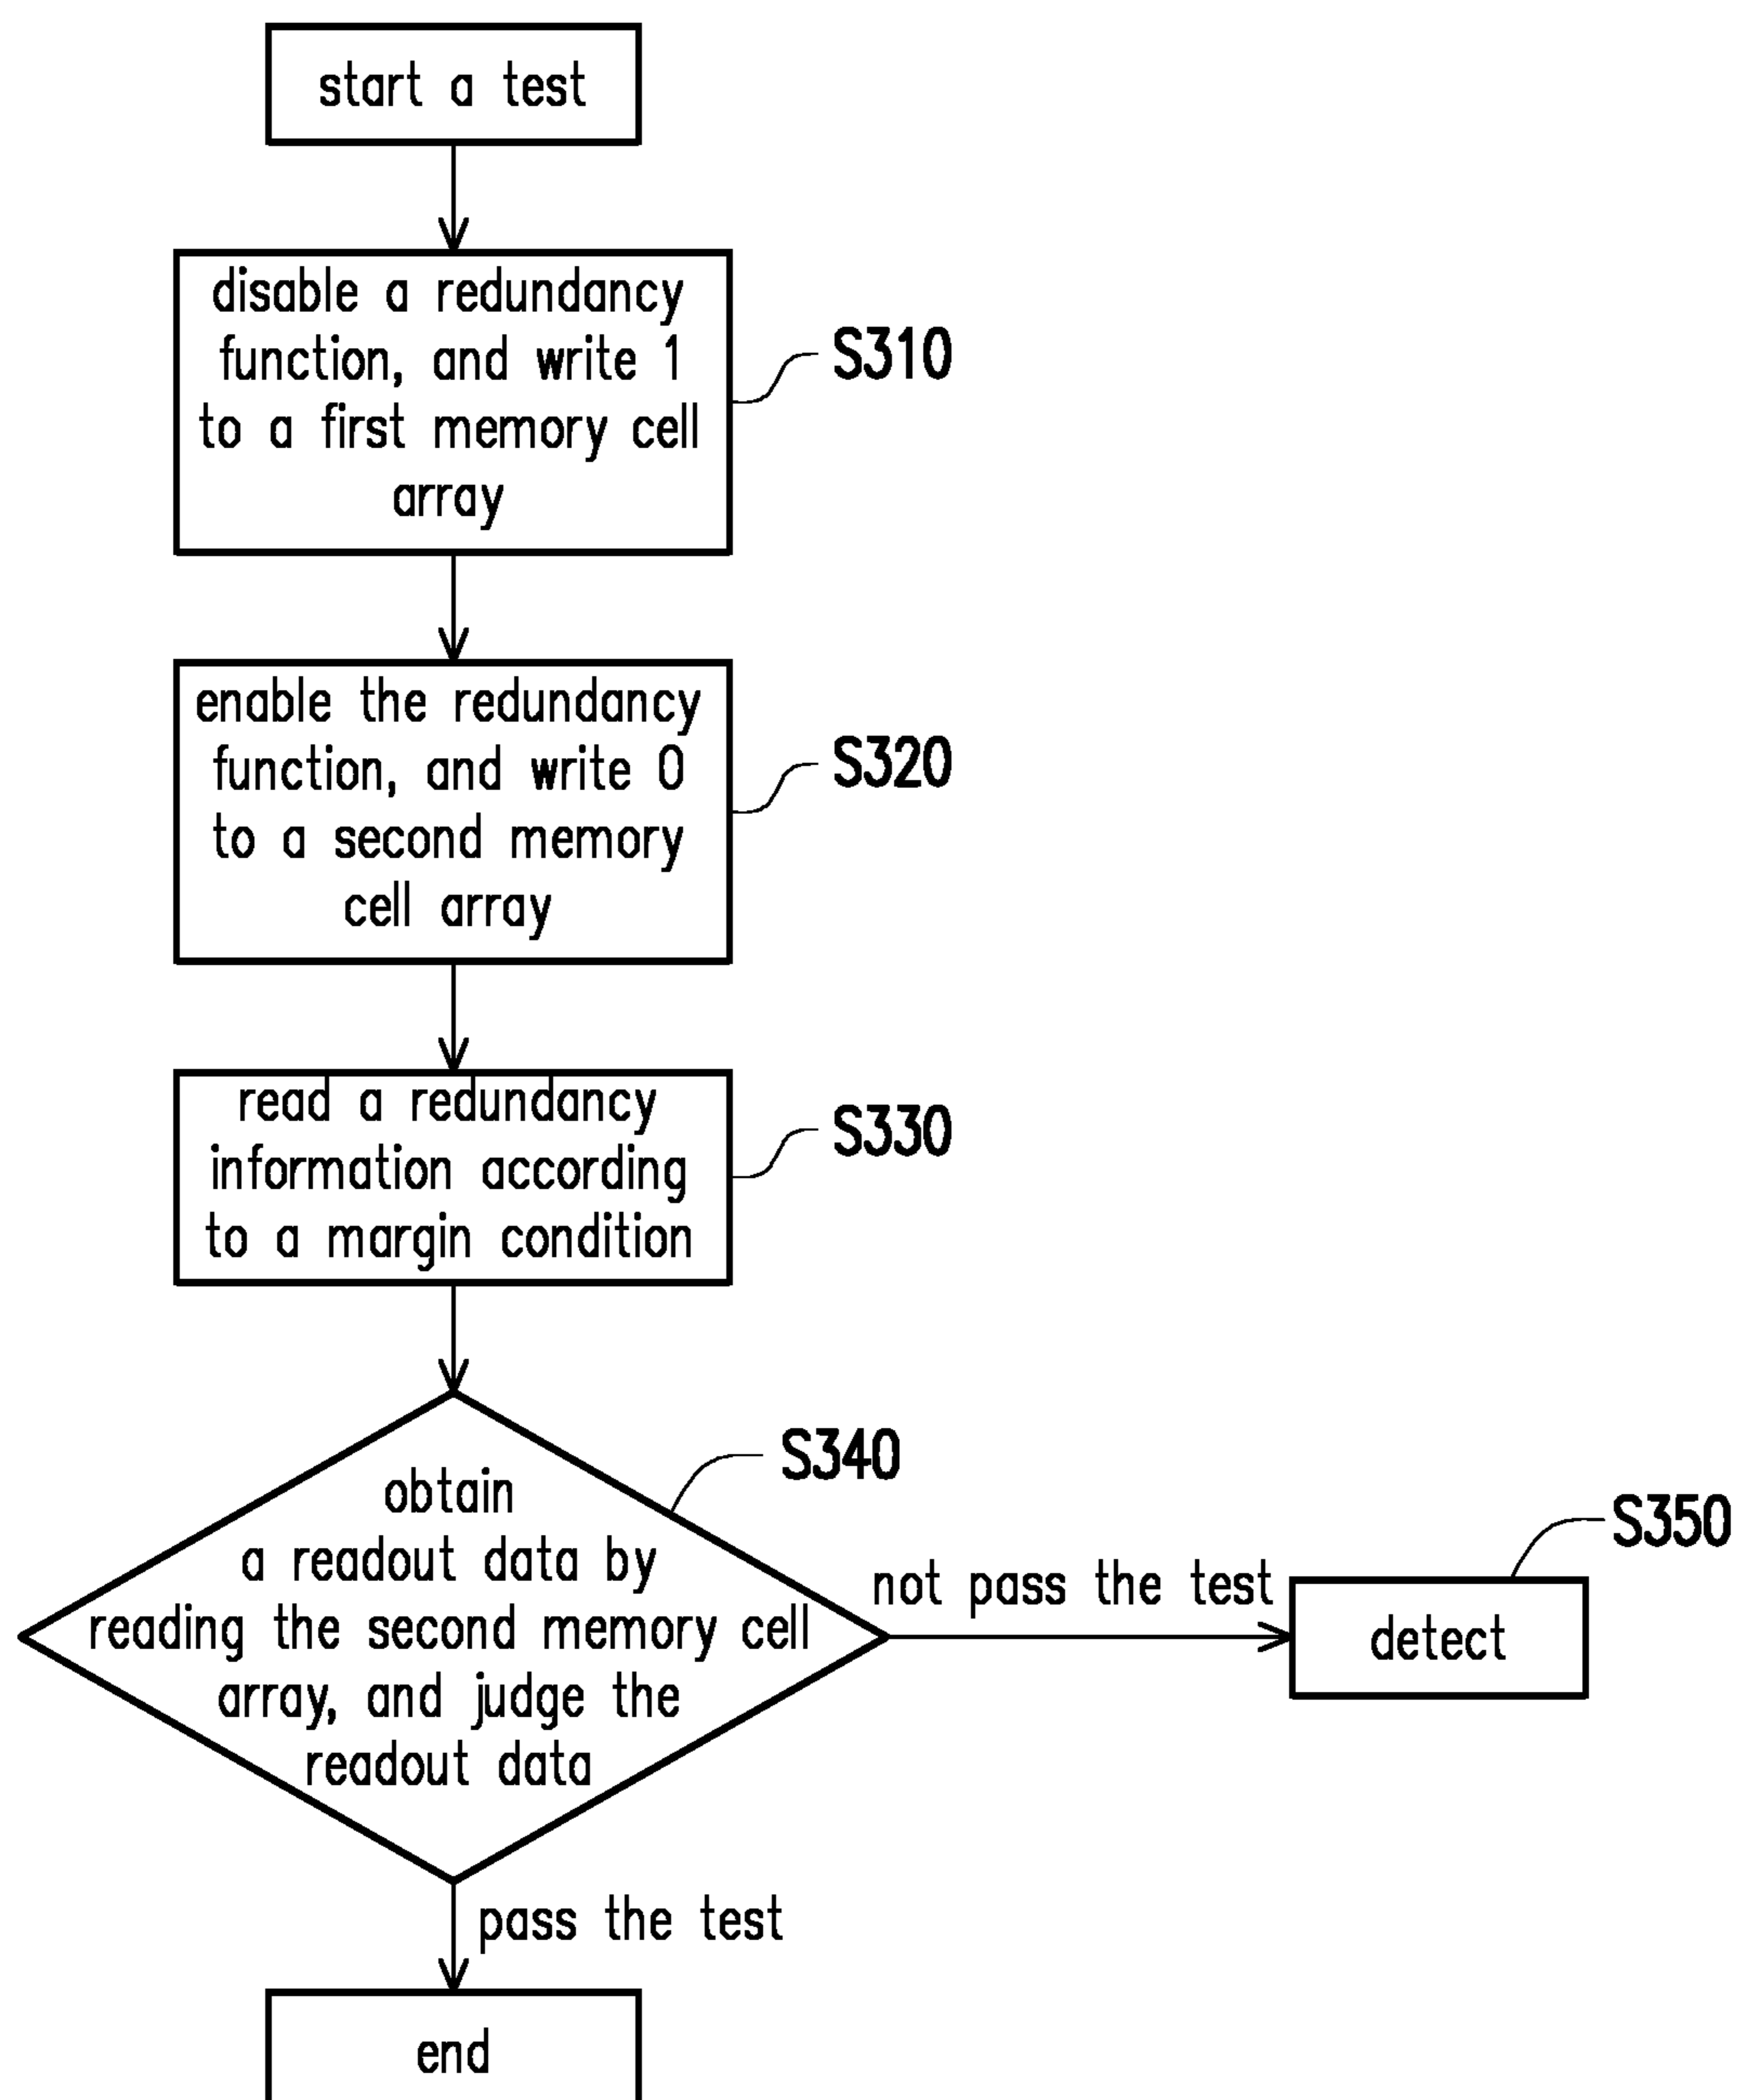 start a test
disable a redundancy
function, and write 1
to a first memory cell
array
S310
enable the redundancy
function, and write 0
to a second memory
cell array
S320
read a redundancy
information according
to a margin condition
S330
obtain
a readout data by
reading the second memory cell
array, and judge the
readout data
S340
not pass the test
S350
detect
pass the test
end